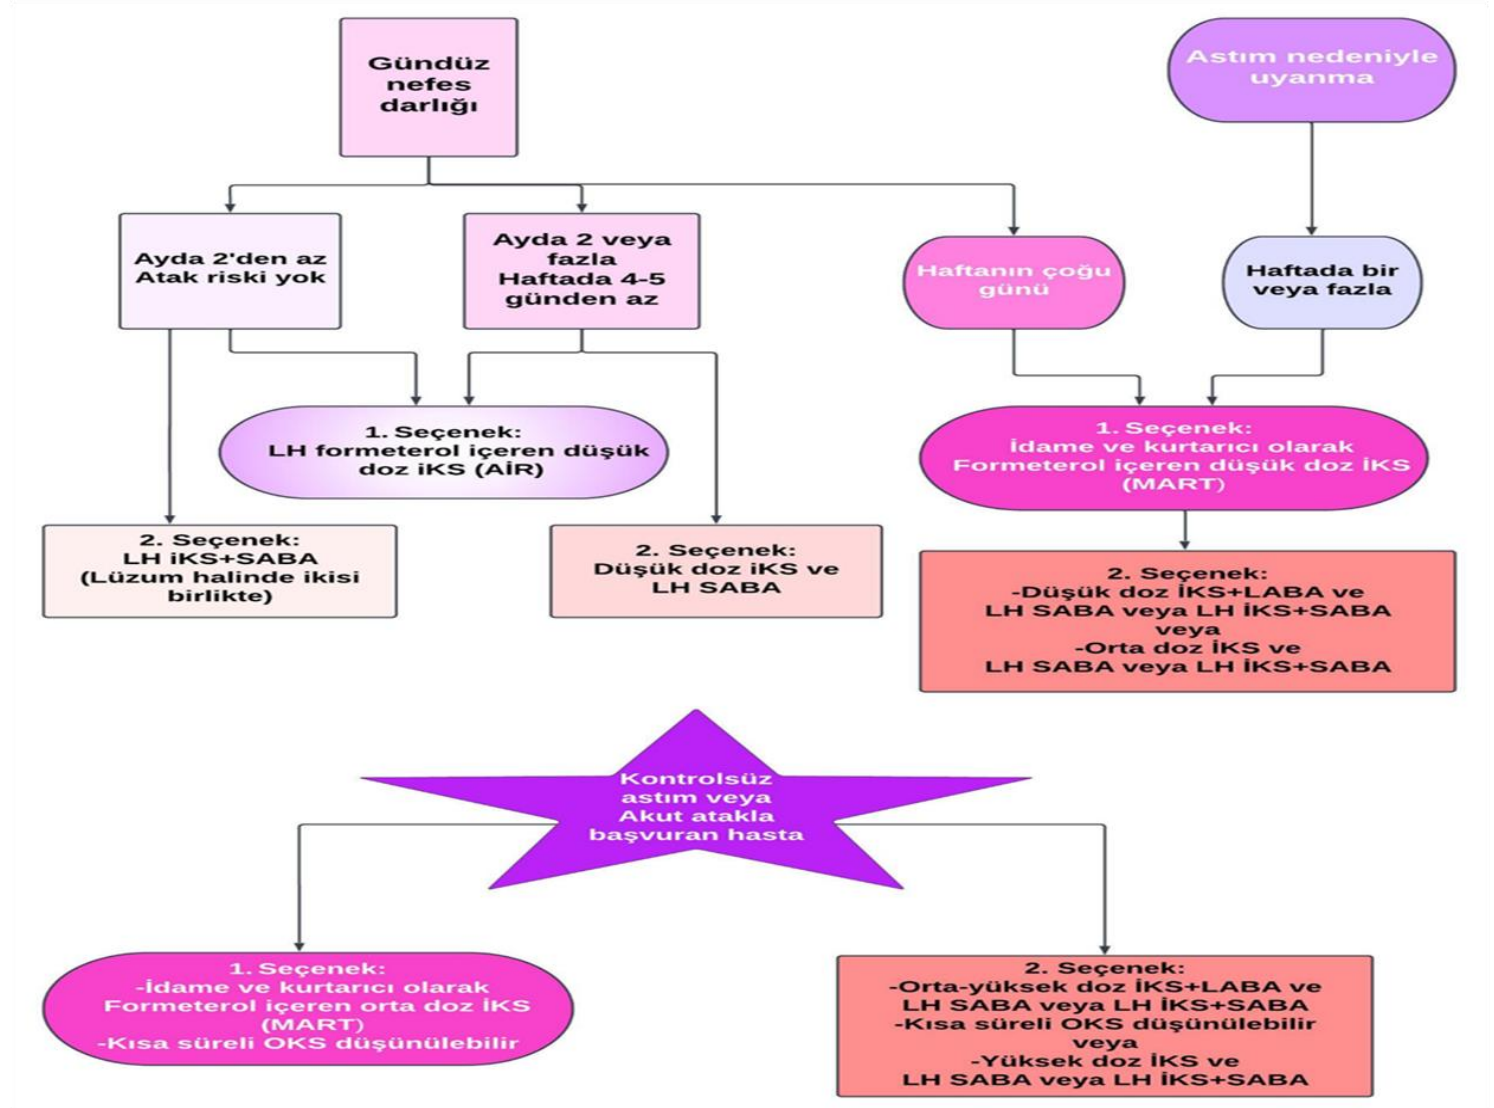 Gündüz
nefes
darlığı
Astım nedeniyle
uyanma
Ayda 2'den az
Atak riski yok
Ayda 2 veya
fazla
Haftada 4-5
günden az
Haftanın çoğu
günü
Haftada bir
veya fazla
1. Seçenek:
LH formeterol içeren düşük
doz iKS (AİR)
1. Seçenek:
İdame ve kurtarıcı olarak
Formeterol içeren düşük doz İKS
(MART)
2. Seçenek:
LH iKS+SABA
(Lüzum halinde ikisi
birlikte)
2. Seçenek:
Düşük doz iKS ve
LH SABA
2. Seçenek:
-Düşük doz İKS+LABA ve
LH SABA veya LH İKS+SABA
veya
-Orta doz İKS ve
LH SABA veya LH İKS+SABA
Kontrolsüz
astım veya
Akut atakla
başvuran hasta
1. Seçenek:
-İdame ve kurtarıcı olarak
Formeterol içeren orta doz İKS
(MART)
-Kısa süreli OKS düşünülebilir
2. Seçenek:
-Orta-yüksek doz İKS+LABA ve
LH SABA veya LH İKS+SABA
-Kısa süreli OKS düşünülebilir
veya
-Yüksek doz İKS ve
LH SABA veya LH İKS+SABA